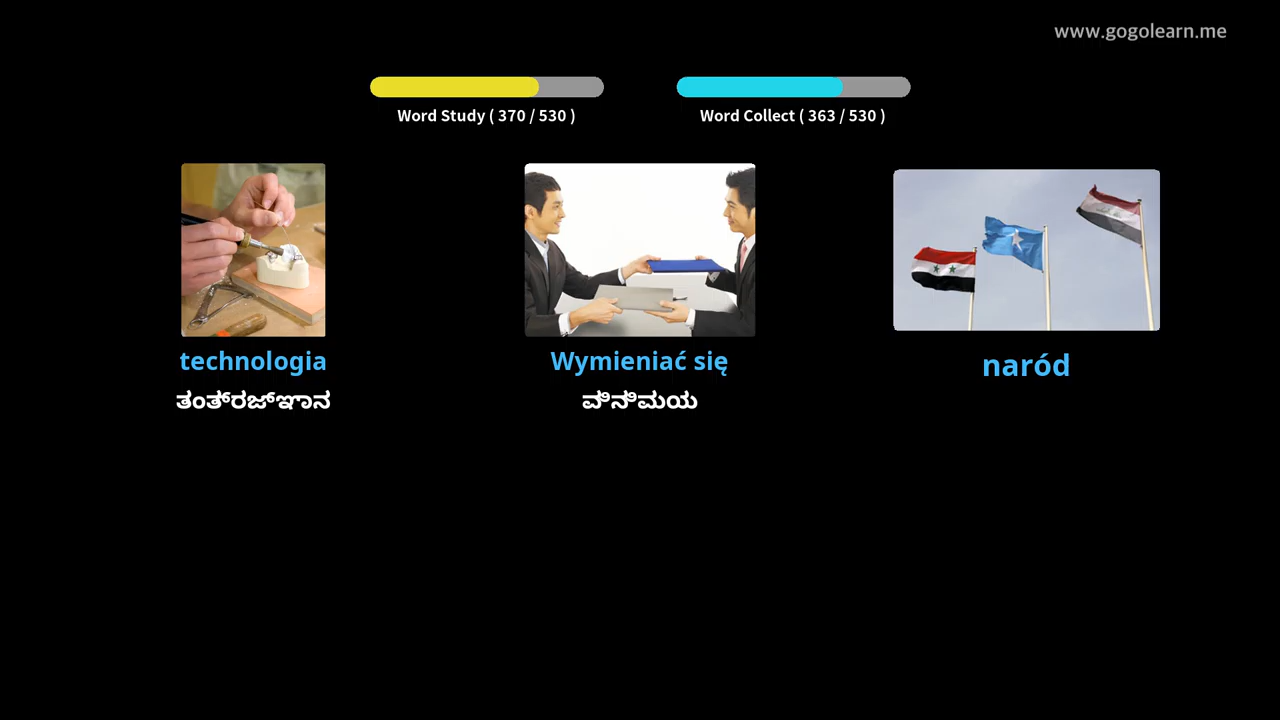 www.gogolearn.me
Word Study ( 370 / 530 )
Word Collect ( 363 / 530 )
technologia
Wymieniać się
naród
ತಂತ್ರಜ್ಞಾನ
ವಿನಿಮಯ